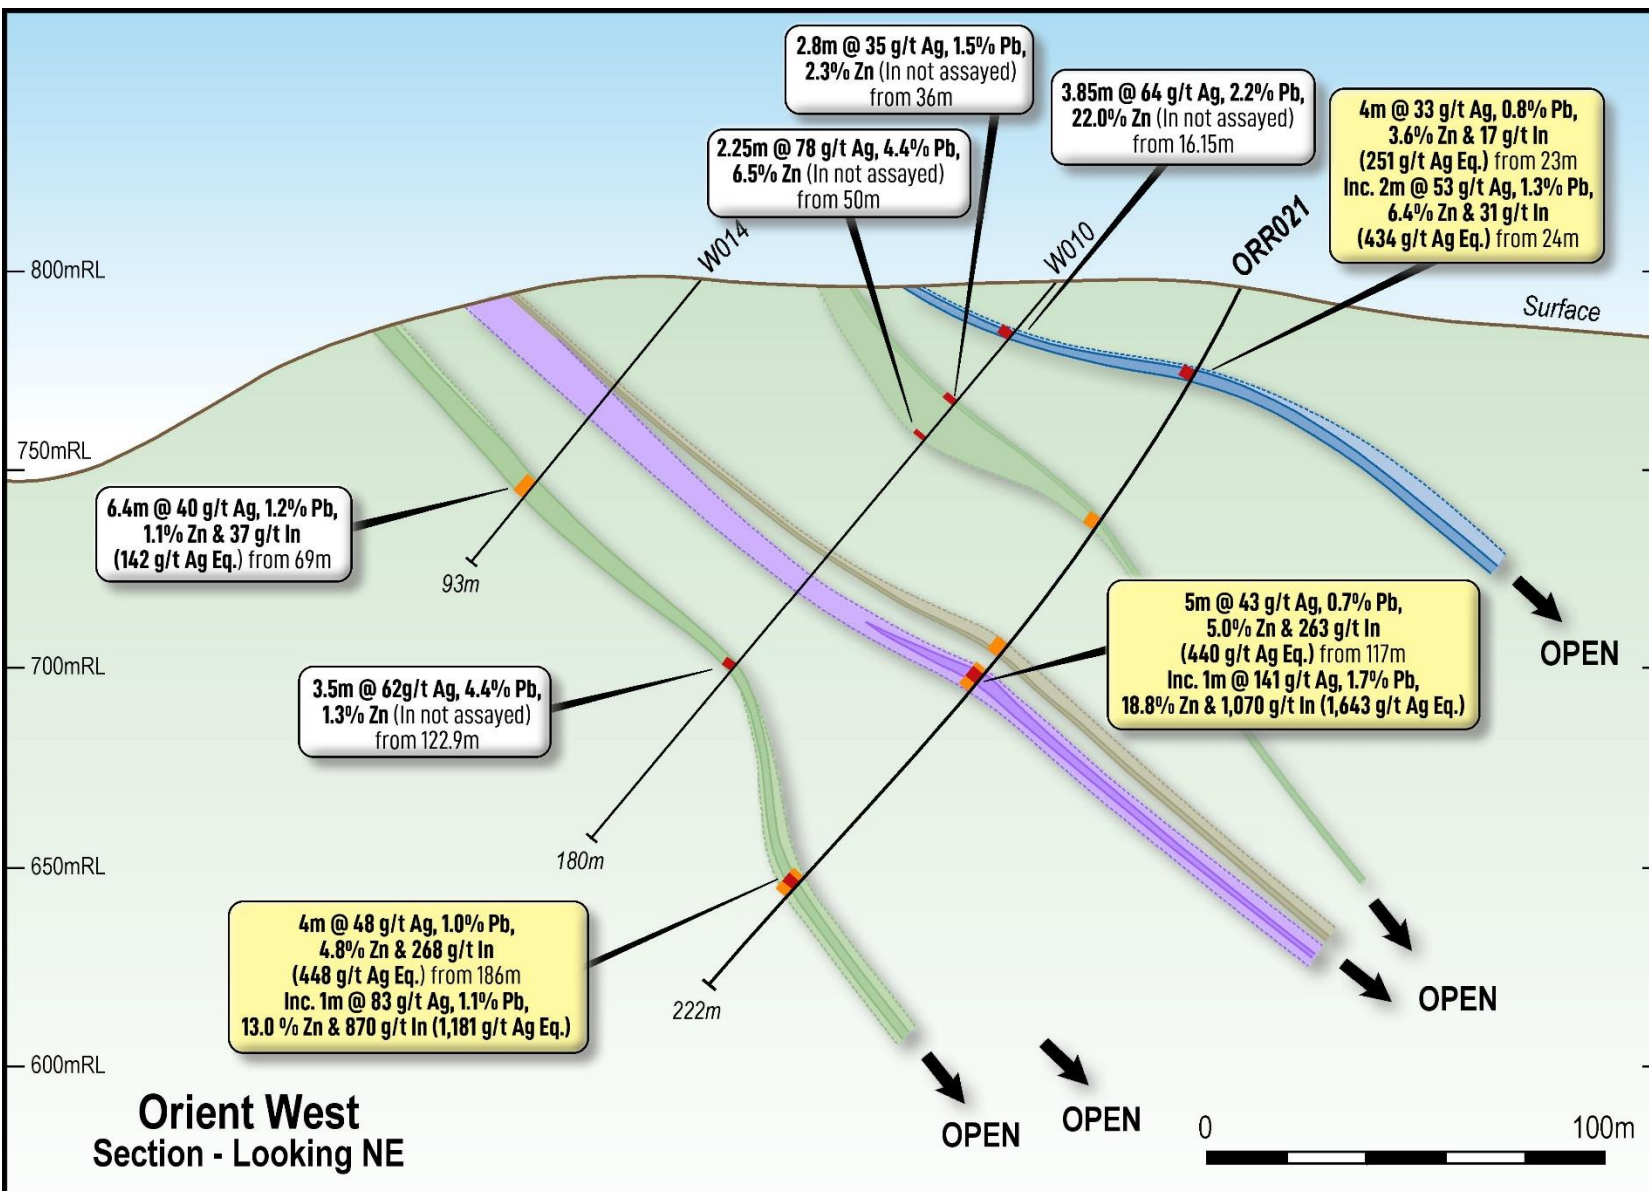 2.8m @ 35 g/t Ag, 1.5% Pb,
2.3% Zn (In not assayed)
from 36m
3.85m @ 64 g/t Ag, 2.2% Pb,
22.0% Zn (In not assayed)
from 16.15m
4m @ 33 g/t Ag, 0.8% Pb,
3.6% Zn & 17 g/t In
(251 g/t Ag Eq.) from 23m
Inc. 2m @ 53 g/t Ag, 1.3% Pb,
6.4% Zn & 31 g/t In
(434 g/t Ag Eq.) from 24m
2.25m @ 78 g/t Ag, 4.4% Pb,
6.5% Zn (In not assayed)
from 50m
W014
W010
ORR021
800mRL
Surface
750mRL
6.4m @ 40 g/t Ag, 1.2% Pb,
1.1% Zn & 37 g/t In
(142 g/t Ag Eq.) from 69m
93m
5m @ 43 g/t Ag, 0.7% Pb,
5.0% Zn & 263 g/t In
(440 g/t Ag Eq.) from 117m
Inc. 1m @ 141 g/t Ag, 1.7% Pb,
18.8% Zn & 1,070 g/t In (1,643 g/t Ag Eq.)
OPEN
700mRL
3.5m @ 62g/t Ag, 4.4% Pb,
1.3% Zn (In not assayed)
from 122.9m
180m
650mRL
4m @ 48 g/t Ag, 1.0% Pb,
4.8% Zn & 268 g/t In
(448 g/t Ag Eq.) from 186m
Inc. 1m @ 83 g/t Ag, 1.1% Pb,
13.0 % Zn & 870 g/t In (1,181 g/t Ag Eq.)
222m
OPEN
600mRL
OPEN
OPEN
Orient West
Section - Looking NE
0
100m